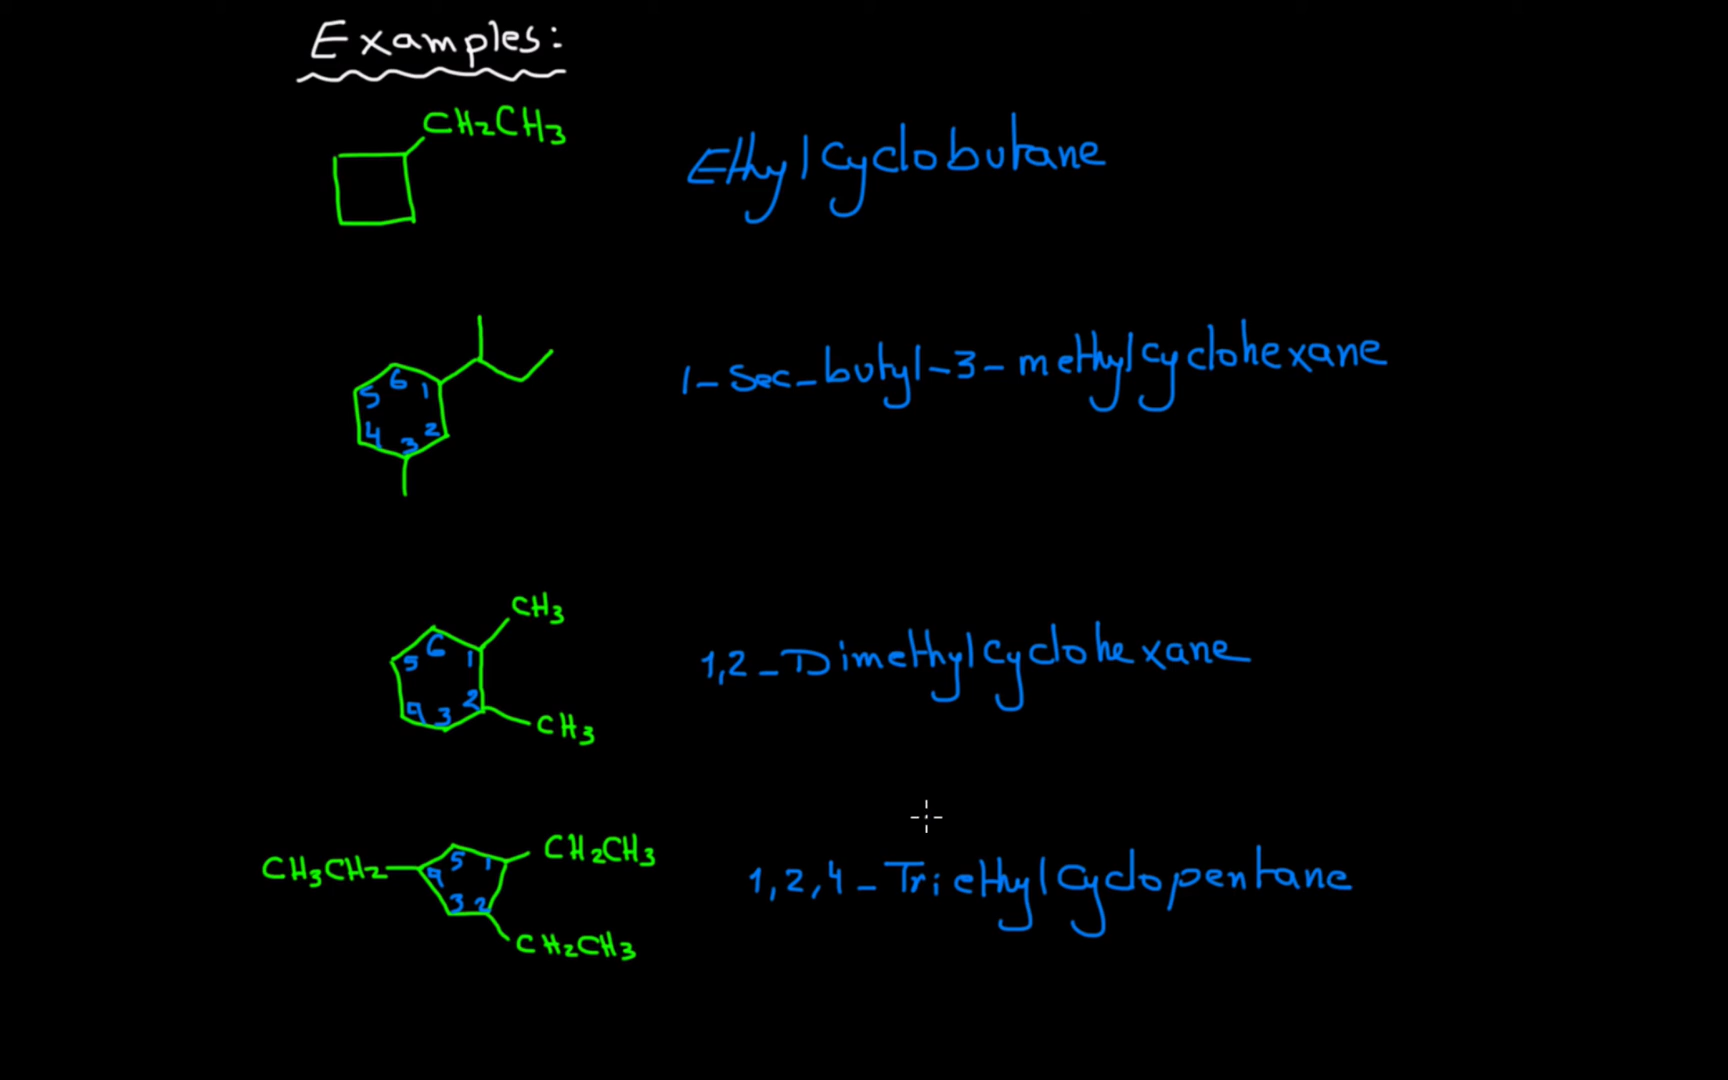 Examples:
CH2CH3
Ethylcyclobutane
1-Sec-butyl-3-methylcyclohexane
6
5 1
4 2
3
CH3
1,2-Dimethylcyclohexane
6
5 1
4 3 2
CH3
CH3CH2 CH2CH3
5 1
4
3 2
1,2,4-Triethylcyclopentane
CH2CH3